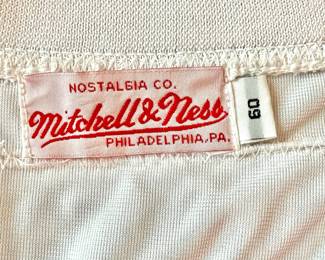 NOSTALGIA CO.
Mitchell & Ness
PHILADELPHIA, PA.
60